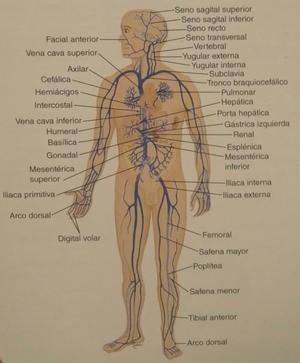 Seno sagital superior
Seno sagital inferior
Seno recto
Seno transversal
Vertebral
Yugular externa
Yugular interna
Subclavia
Tronco braquiocefálico
Pulmonar
Hepática
Porta hepática
Gástrica izquierda
Renal
Esplénica
Mesentérica
inferior
Iliaca interna
Iliaca externa
Femoral
Safena mayor
Poplítea
Safena menor
Tibial anterior
Arco dorsal
Facial anterior
Vena cava superior
Axilar
Cefálica
Hemiácigos
Intercostal
Vena cava inferior
Humeral
Basílica
Gonadal
Mesentérica
superior
Iliaca primitiva
Arco dorsal
Digital volar